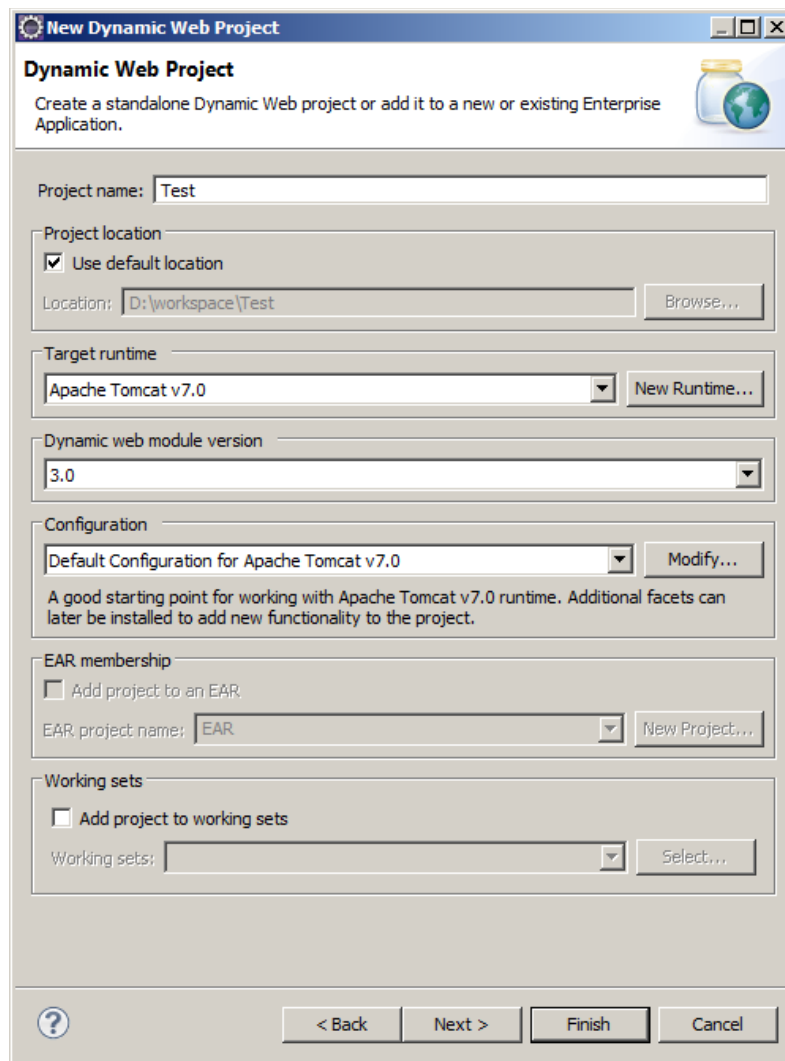 New Dynamic Web Project
Dynamic Web Project
Create a standalone Dynamic Web project or add it to a new or existing Enterprise
Application.
Project name: Test
Project location
Use default location
Location: D:\workspace\Test Browse...
Target runtime
Apache Tomcat v7.0 New Runtime...
Dynamic web module version
3.0
Configuration
Default Configuration for Apache Tomcat v7.0 Modify...
A good starting point for working with Apache Tomcat v7.0 runtime. Additional facets can
later be installed to add new functionality to the project.
EAR membership
Add project to an EAR
EAR project name: EAR New Project...
Working sets
Add project to working sets
Working sets: Select...
? < Back Next > Finish Cancel